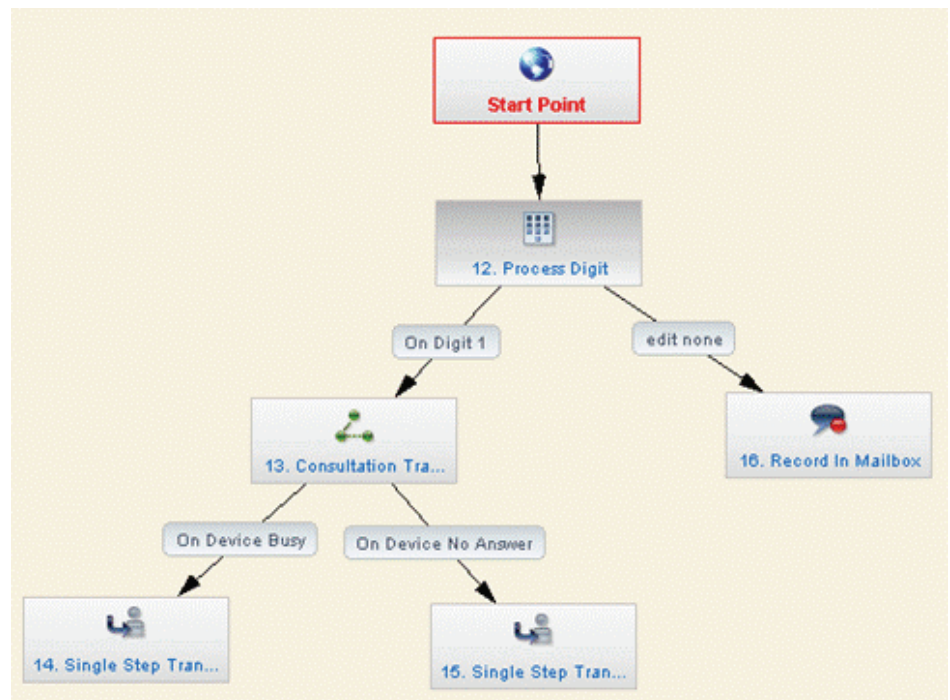 Start Point
12. Process Digit
On Digit 1
edit none
13. Consultation Tra...
16. Record In Mailbox
On Device Busy
On Device No Answer
14. Single Step Tran...
15. Single Step Tran...